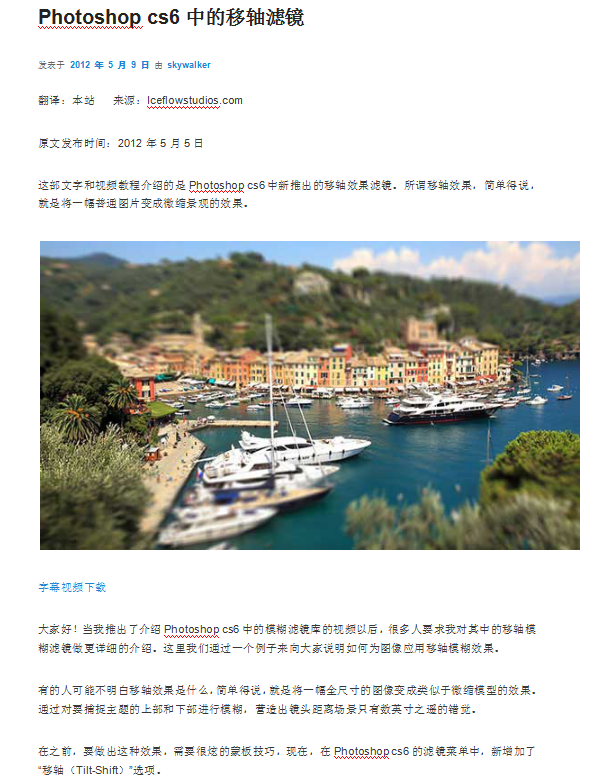 Photoshop cs6 中的移轴滤镜
发表于 2012 年 5 月 9 日 由 skywalker
翻译：本站 来源：Iceflowstudios.com
原文发布时间：2012 年 5 月 5 日
这部文字和视频教程介绍的是 Photoshop cs6 中新推出的移轴效果滤镜。所谓移轴效果，简单得说，
就是将一幅普通图片变成微缩景观的效果。
字幕视频下载
大家好！当我推出了介绍 Photoshop cs6 中的模糊滤镜库的视频以后，很多人要求我对其中的移轴模
糊滤镜做更详细的介绍。这里我们通过一个例子来向大家说明如何为图像应用移轴模糊效果。
有的人可能不明白移轴效果是什么，简单得说，就是将一幅全尺寸的图像变成类似于微缩模型的效果。
通过对要捕捉主题的上部和下部进行模糊，营造出镜头距离场景只有数英寸之遥的错觉。
在之前，要做出这种效果，需要很炫的蒙板技巧，现在，在 Photoshop cs6 的滤镜菜单中，新增加了
“移轴（Tilt-Shift）”选项。